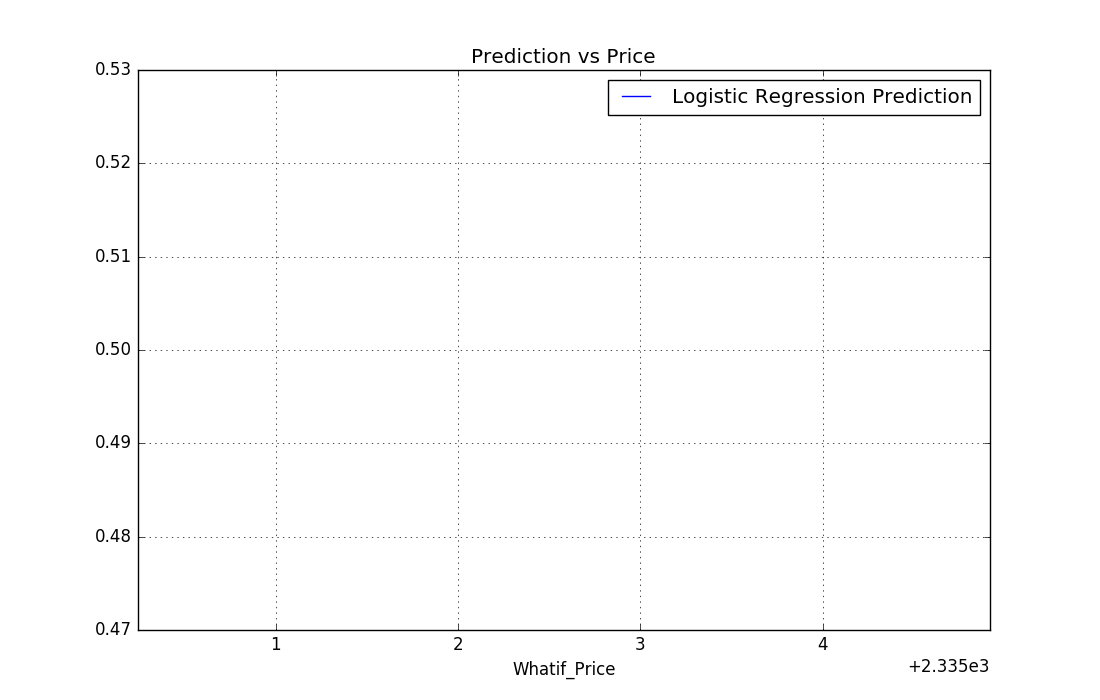 Prediction vs Price
Logistic Regression Prediction
0.53
0.52
0.51
0.50
0.49
0.48
0.47
1 2 3 4
Whatif_Price
+2.335e3